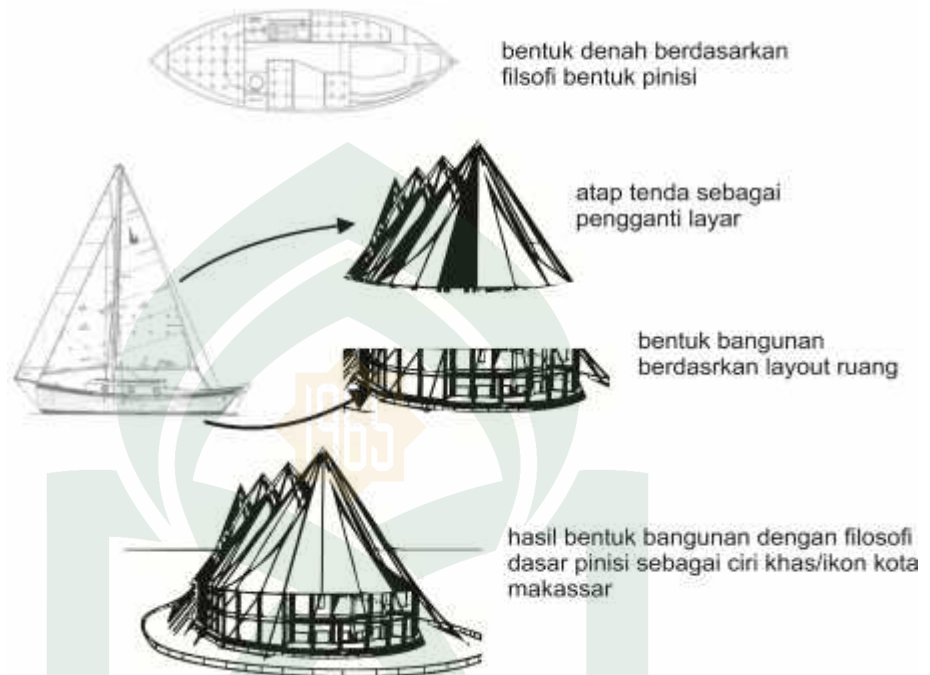 bentuk denah berdasarkan
filsofi bentuk pinisi
atap tenda sebagai
pengganti layar
bentuk bangunan
berdasrkan layout ruang
1965
hasil bentuk bangunan dengan filosofi
dasar pinisi sebagai ciri khas/ikon kota
makassar